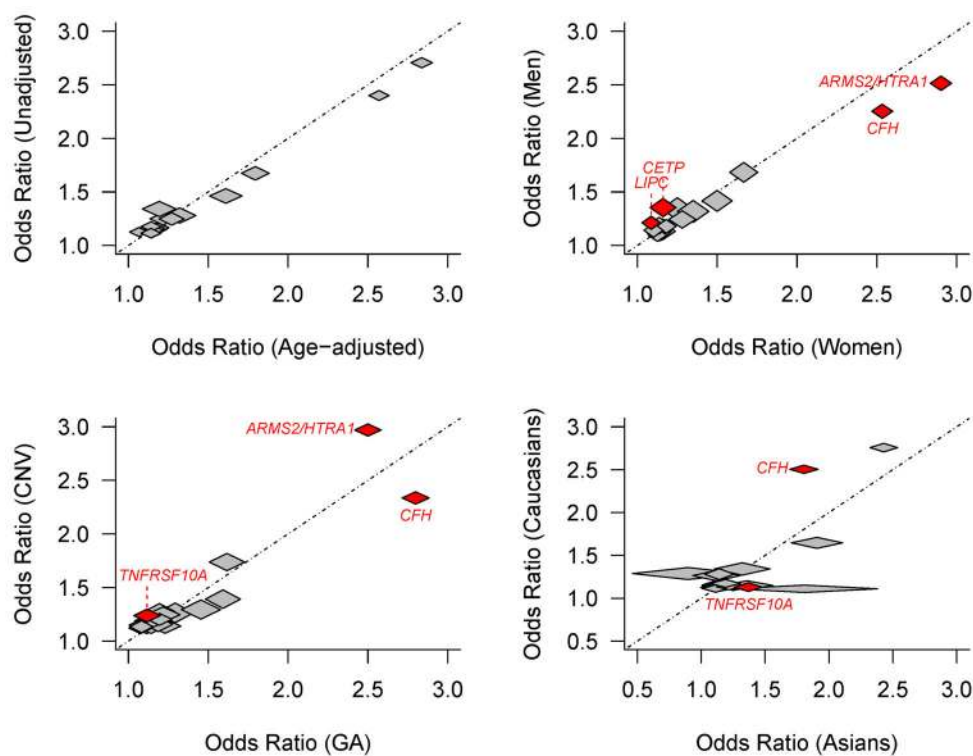 3.0
2.5
2.0
1.5
1.0
Odds Ratio (Unadjusted)
1.0 1.5 2.0 2.5 3.0
Odds Ratio (Age−adjusted)
3.0
2.5
2.0
1.5
1.0
Odds Ratio (Men)
ARMS2/HTRA1
CFH
CETP
LIPC
1.0 1.5 2.0 2.5 3.0
Odds Ratio (Women)
3.0
2.5
2.0
1.5
1.0
Odds Ratio (CNV)
ARMS2/HTRA1
CFH
TNFRSF10A
1.0 1.5 2.0 2.5 3.0
Odds Ratio (GA)
3.0
2.5
2.0
1.5
1.0
0.5
Odds Ratio (Caucasians)
CFH
TNFRSF10A
0.5 1.0 1.5 2.0 2.5 3.0
Odds Ratio (Asians)